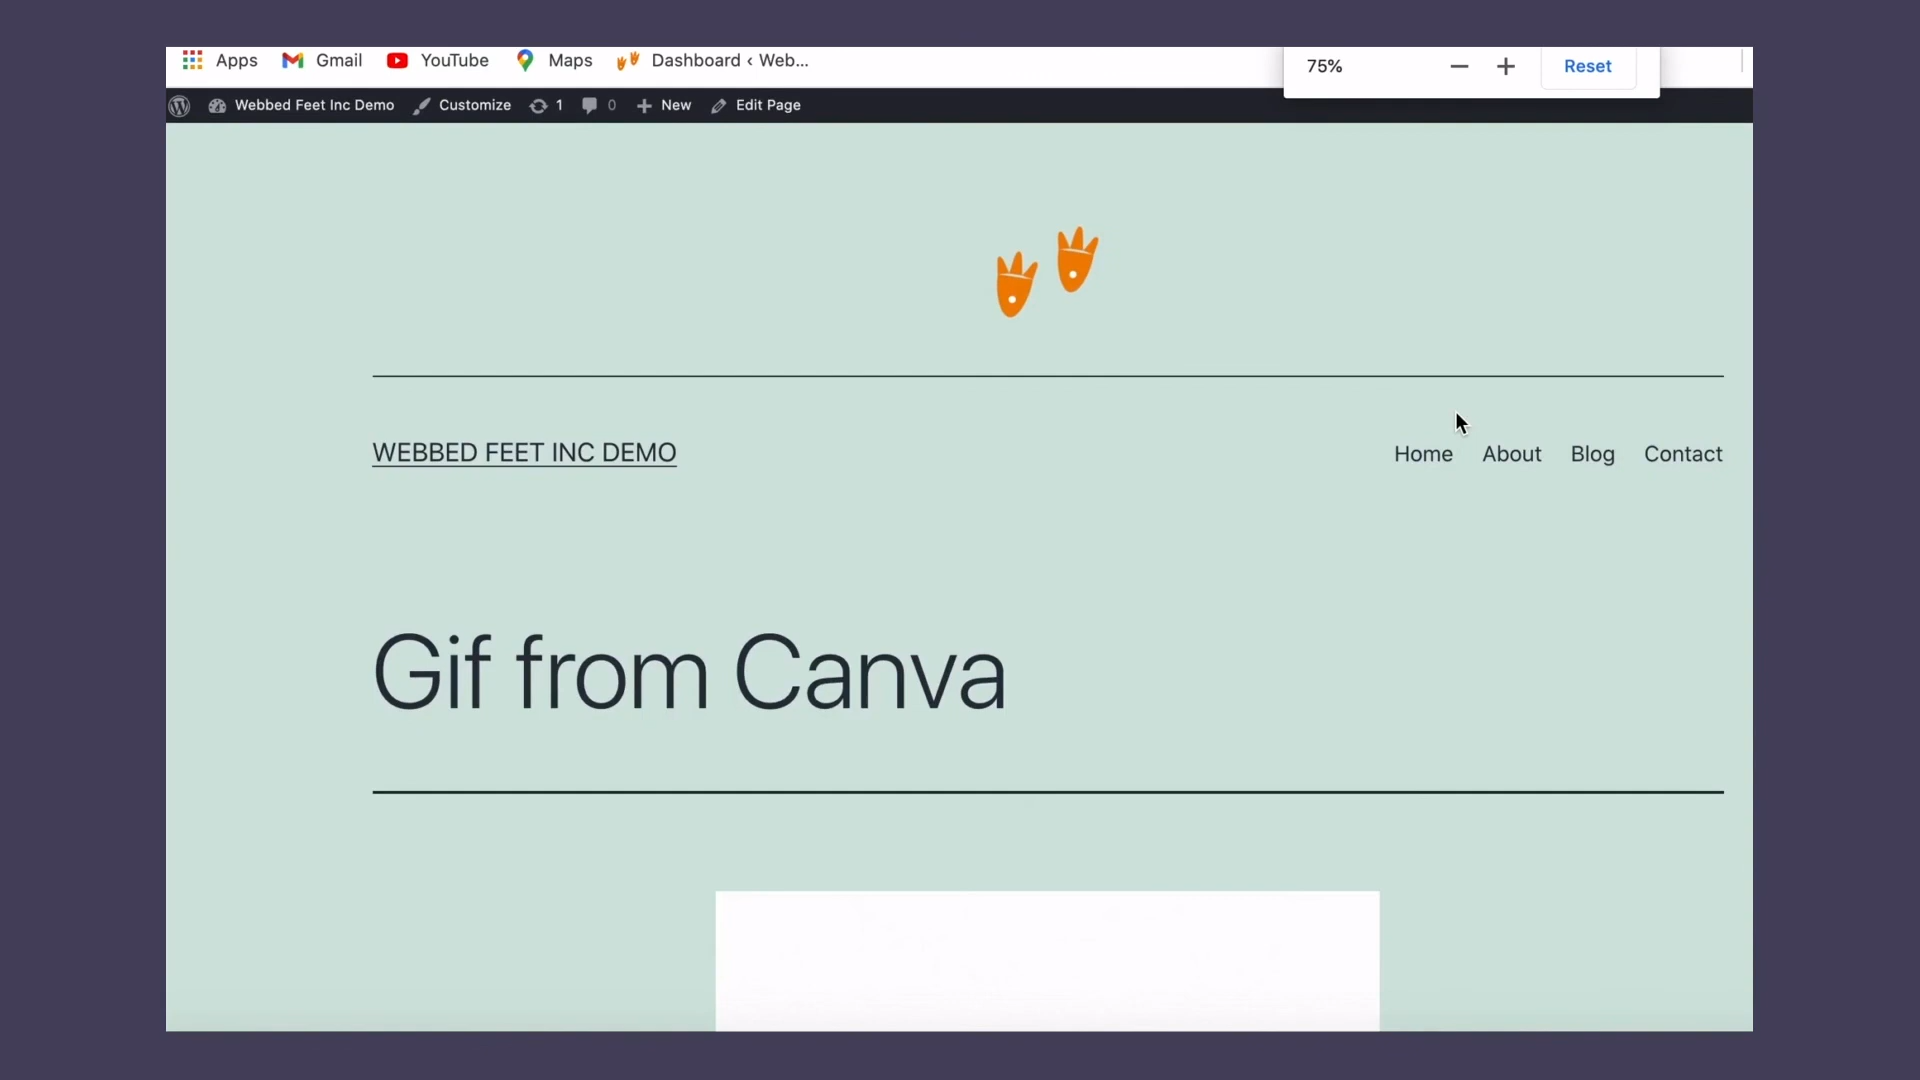 Apps Gmail YouTube Maps Dashboard ‹ Web...
75% Reset
Webbed Feet Inc Demo Customize 1 0 New Edit Page
WEBBED FEET INC DEMO
Home About Blog Contact
Gif from Canva